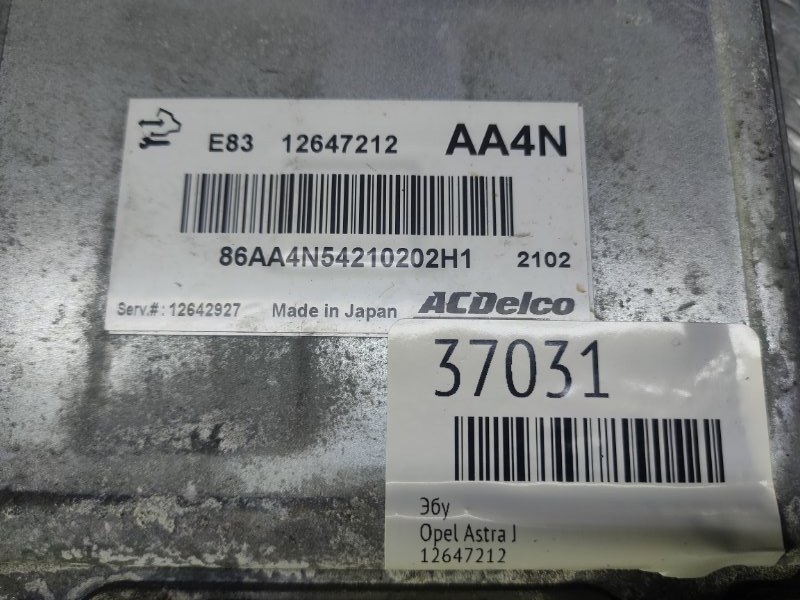 E83 12647212 AA4N
86AA4N54210202H1 2102
Serv.#: 12642927 Made in Japan ACDelco
37031
Эбу
Opel Astra J
12647212